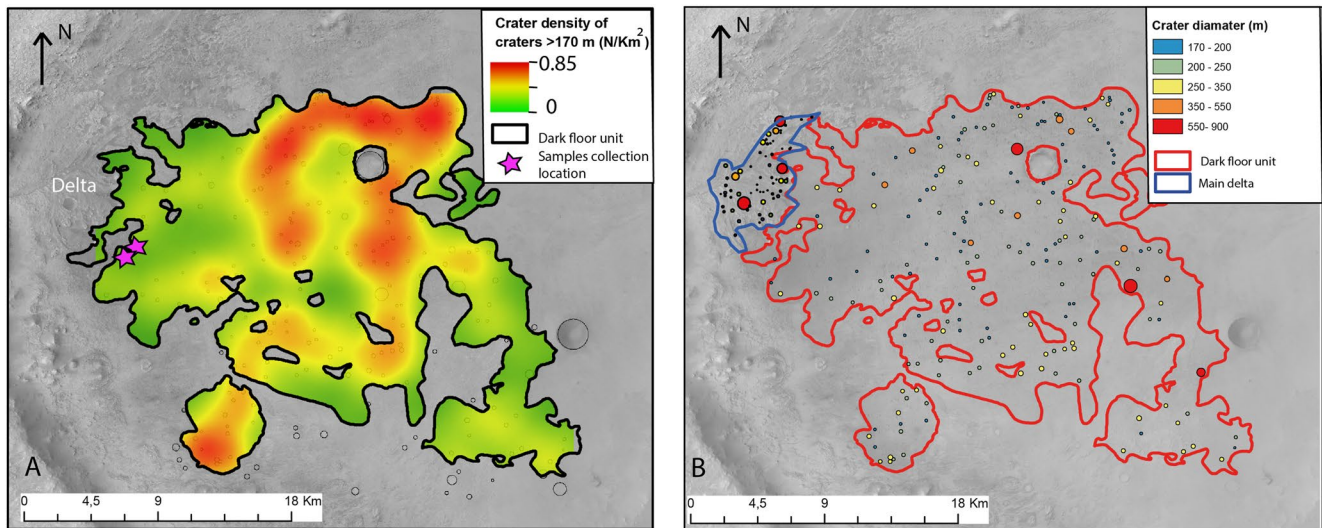 N
Crater density of
craters >170 m (N/Km²)
0.85
0
Dark floor unit
Samples collection
location
Delta
A
0 4,5 9 18 Km
N
Crater diamater (m)
170 - 200
200 - 250
250 - 350
350 - 550
550- 900
Dark floor unit
Main delta
B
0 4,5 9 18 Km